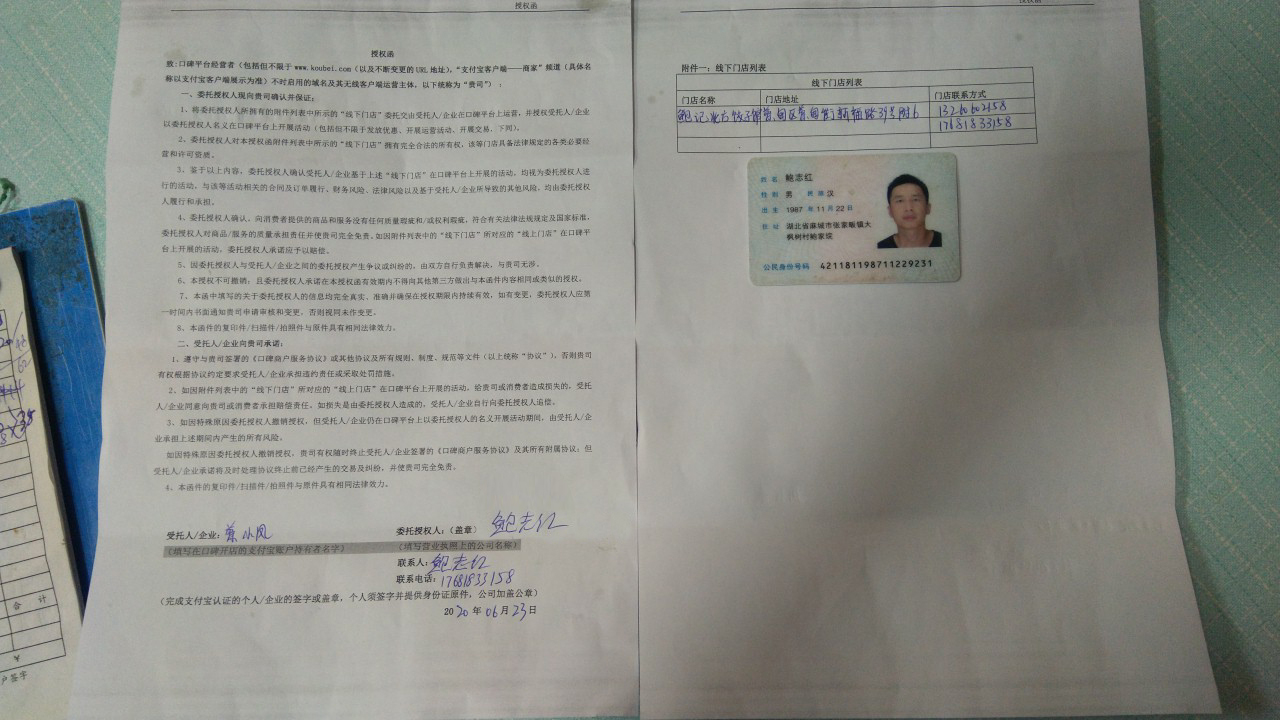 授权函
授权函
致:口碑平台经营者（包括但不限于 www.koubei.com（以及不断变更的 URL 地址），“支付宝客户端——商家”频道（具体名
称以支付宝客户端展示为准）不时启用的域名及其无线客户端运营主体，以下统称为“贵司”）：
一、委托授权人现向贵司确认并保证：
1、将委托授权人所拥有的附件列表中所示的“线下门店”委托交由受托人/企业在口碑平台上运营，并授权受托人/企业
以委托授权人名义在口碑平台上开展活动（包括但不限于发放优惠、开展运营活动、开展交易，下同）。
2、委托授权人对本授权函附件列表中所示的“线下门店”拥有完全合法的所有权，该等门店具备法律规定的各类必要经
营和许可资质。
3、鉴于以上内容，委托授权人确认受托人/企业基于上述“线下门店”在口碑平台上开展的活动，均视为委托授权人进
行的活动，与该等活动相关的合同及订单履行、财务风险、法律风险以及基于受托人/企业所导致的其他风险，均由委托授权
人履行和承担。
4、委托授权人确认，向消费者提供的商品和服务没有任何质量瑕疵和/或权利瑕疵，符合有关法律法规规定及国家标准，
委托授权人对商品/服务的质量承担责任并使贵司完全免责。如因附件列表中的“线下门店”所对应的“线上门店”在口碑平
台上开展的活动，委托授权人承诺应予以赔偿。
5、因委托授权人与受托人/企业之间的委托授权产生争议或纠纷的，由双方自行负责解决，与贵司无涉。
6、本授权不可撤销；且委托授权人承诺在本授权函有效期内不得向其他第三方做出与本函件内容相同或类似的授权。
7、本函中填写的关于委托授权人的信息均完全真实、准确并确保在授权期限内持续有效，如有变更，委托授权人应第
一时间内书面通知贵司申请审核和变更，否则视同未作变更。
8、本函件的复印件/扫描件/拍照件与原件具有相同法律效力。
二、受托人/企业向贵司承诺：
1、遵守与贵司签署的《口碑商户服务协议》或其他协议及所有规则、制度、规范等文件（以上统称“协议”），否则贵司
有权根据协议约定要求受托人/企业承担违约责任或采取处罚措施。
2、如因附件列表中的“线下门店”所对应的“线上门店”在口碑平台上开展的活动，给贵司或消费者造成损失的，受托
人/企业同意向贵司或消费者承担赔偿责任，如损失是由委托授权人造成的，受托人/企业自行向委托授权人追偿。
3、如因特殊原因委托授权人撤销授权，但受托人/企业仍在口碑平台上以委托授权人的名义开展活动期间，由受托人/企
业承担上述期间内产生的所有风险。
如因特殊原因委托授权人撤销授权，贵司有权随时终止受托人/企业签署的《口碑商户服务协议》及其所有附属协议；但
受托人/企业承诺将及时处理协议终止前已经产生的交易及纠纷，并使贵司完全免责。
4、本函件的复印件/扫描件/拍照件与原件具有相同法律效力。
受托人/企业： 小凤 委托授权人：（盖章） 鲍志红
（填写在口碑开店的支付宝账户持有者名字） （填写营业执照上的公司名称）
联系人：鲍志红
联系电话：17681833158
（完成支付宝认证的个人/企业的签字或盖章，个人须签字并提供身份证原件，公司加盖公章）
2020年06月23日
附件一：线下门店列表
线下门店列表
门店名称 门店地址 门店联系方式
鲍记 北方饺子 39号附6 13260602158
17681833158
姓名 鲍志红
性别 男 民族 汉
出生 1987 年 11 月 22 日
住址 湖北省麻城市张家畈镇大
枫树村鲍家垸
公民身份号码 421181198711229231
合 计
¥
户签字